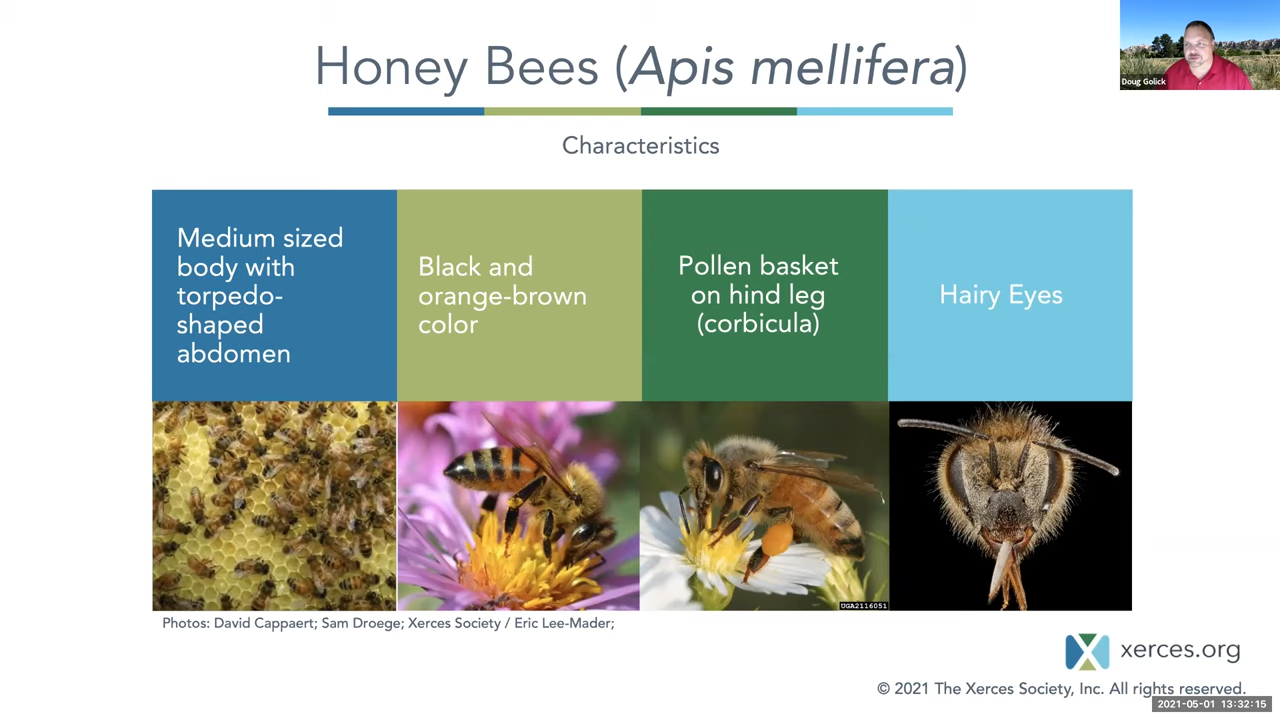 Honey Bees (Apis mellifera)
Doug Golick
Characteristics
Medium sized
body with
torpedo-
shaped
abdomen
Black and
orange-brown
color
Pollen basket
on hind leg
(corbicula)
Hairy Eyes
UGA2116051
Photos: David Cappaert; Sam Droege; Xerces Society / Eric Lee-Mader;
xerces.org
© 2021 The Xerces Society, Inc. All rights reserved.
2021-05-01 13:32:15